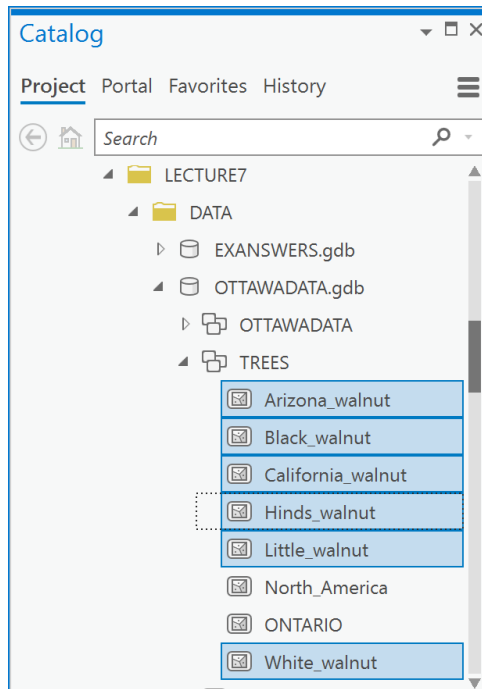 Catalog
Project Portal Favorites History
Search
LECTURE7
DATA
EXANSWERS.gdb
OTTAWADATA.gdb
OTTAWADATA
TREES
Arizona_walnut
Black_walnut
California_walnut
Hinds_walnut
Little_walnut
North_America
ONTARIO
White_walnut